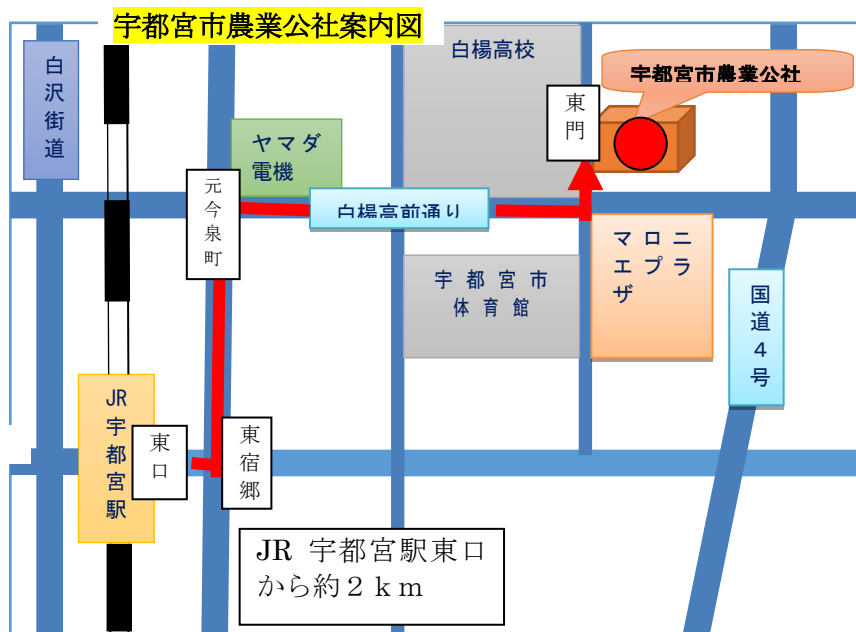 宇都宮市農業公社案内図
白沢街道
白楊高校
宇都宮市農業公社
東門
ヤマダ
電機
元今泉町
白楊高前通り
マロニ
エプラ
ザ
宇都宮市
体育館
国道4号
JR宇都宮駅
東口
東宿郷
JR 宇都宮駅東口
から約2km